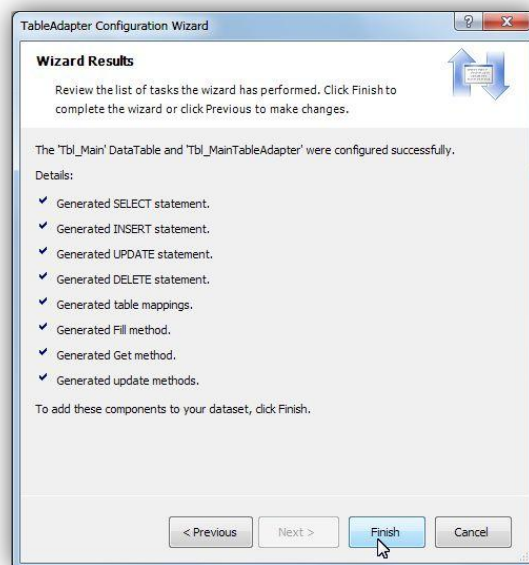 TableAdapter Configuration Wizard
Wizard Results
Review the list of tasks the wizard has performed. Click Finish to
complete the wizard or click Previous to make changes.
The 'Tbl_Main' DataTable and 'Tbl_MainTableAdapter' were configured successfully.
Details:
Generated SELECT statement.
Generated INSERT statement.
Generated UPDATE statement.
Generated DELETE statement.
Generated table mappings.
Generated Fill method.
Generated Get method.
Generated update methods.
To add these components to your dataset, click Finish.
< Previous Next > Finish Cancel